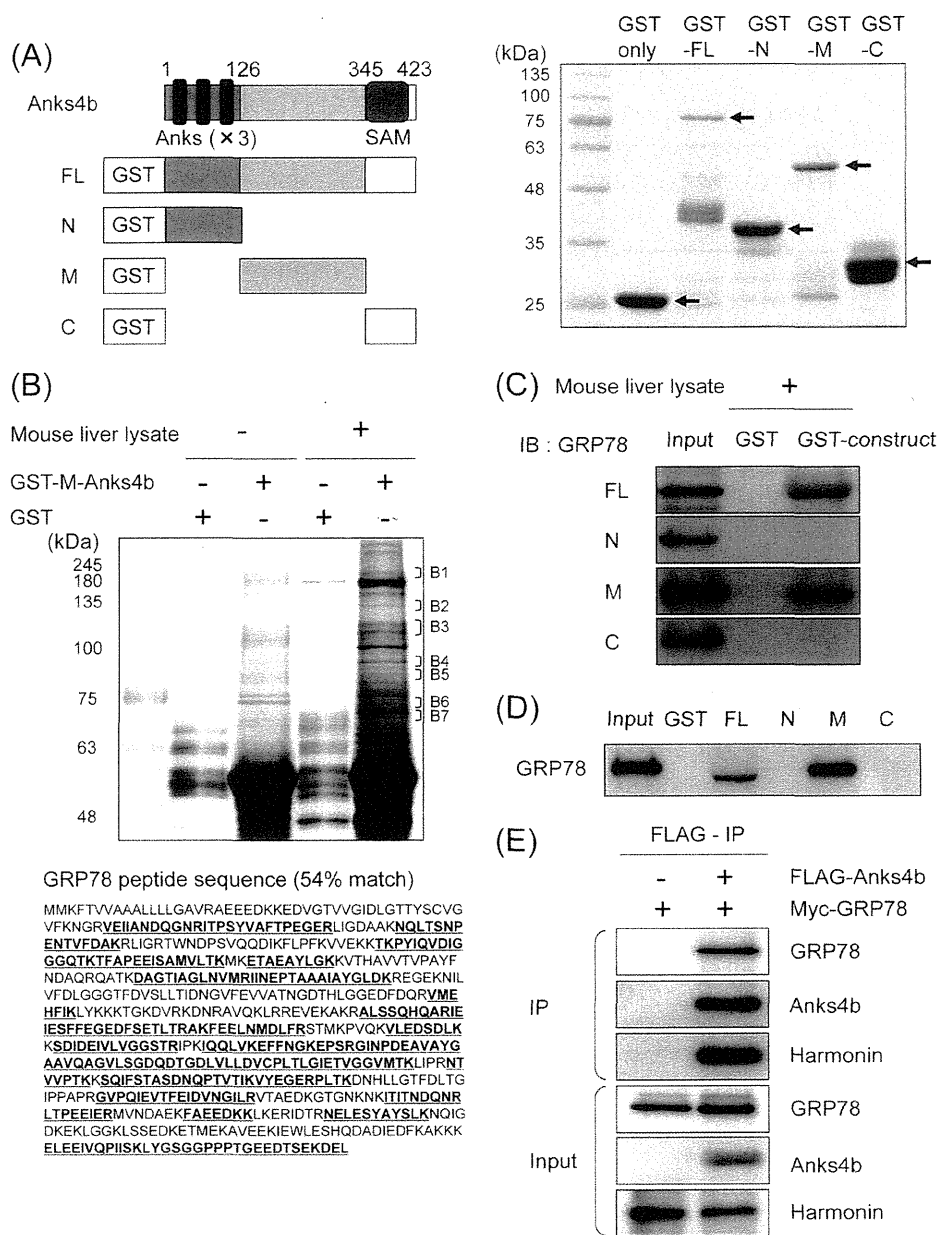 (A)
1 126 345 423
Anks4b
Anks (×3) SAM
FL GST
N GST
M GST
C GST
GST GST GST GST GST
(kDa) only -FL -N -M -C
135
100
75
63
48
35
25
(B)
Mouse liver lysate - +
GST-M-Anks4b - + - +
GST + - + -
(kDa)
245
180
135
100
75
63
48
B1
B2
B3
B4
B5
B6
B7
GRP78 peptide sequence (54% match)
MMKFTVVAAALLLLGAVRAEEEDKKEDVGTVVGIDLGTTYSCVG
VFKNGRVEIIANDQGNRITPSYVAFTPEGERLIGDAAKNQLTSNP
ENTVFDAKRLIGRTWNDPSVQQDIKFLPFKVVEKKTKPYIQVDIG
GGQTKTFAPEEISAMVLTKMKETAEAYLGKKVTHAVVTVPAYF
NDAQRQATKDAGTIAGLNVMRIINEPTAAAIAYGLDKREGEKNIL
VFDLGGGTFDVSLLTIDNGVFEVVATNGDTHLGGEDFDQRVME
HFIKLYKKKTGKDVRKDNRAVQKLRREVEKAKRALSSQHQARIE
IESFFEGEDFSETLTRAKFEELNMDLFRSTMKPVQKVLEDSDLK
KSDIDEIVLVGGSTRIPKIQQLVKEFFNGKEPSRGINPDEAVAYG
AAVQAGVLSGDQDTGDLVLLDVCPLTLGIETVGGVMTKLIPRNT
VVPTKKSQIFSTASDNQPTVTIKVYEGERPLTKDNHLLGTFDLTG
IPPAPRGVPQIEVTFEIDVNGILRVTAEDKGTGNKNKITITNDQNR
LTPEEIERMVNDAEKFAEEDKKLKERIDTRNELESYAYSLKNQIG
DKEKLGGKLSSEDKETMEKAVEEKIEWLESHQDADIEDFKAKKK
ELEEIVQPIISKLYGSGGPPPTGEEDTSEKDEL
(C)
Mouse liver lysate +
IB : GRP78 Input GST GST-construct
FL
N
M
C
(D)
Input GST FL N M C
GRP78
(E)
FLAG - IP
- + FLAG-Anks4b
+ + Myc-GRP78
IP
GRP78
Anks4b
Harmonin
Input
GRP78
Anks4b
Harmonin